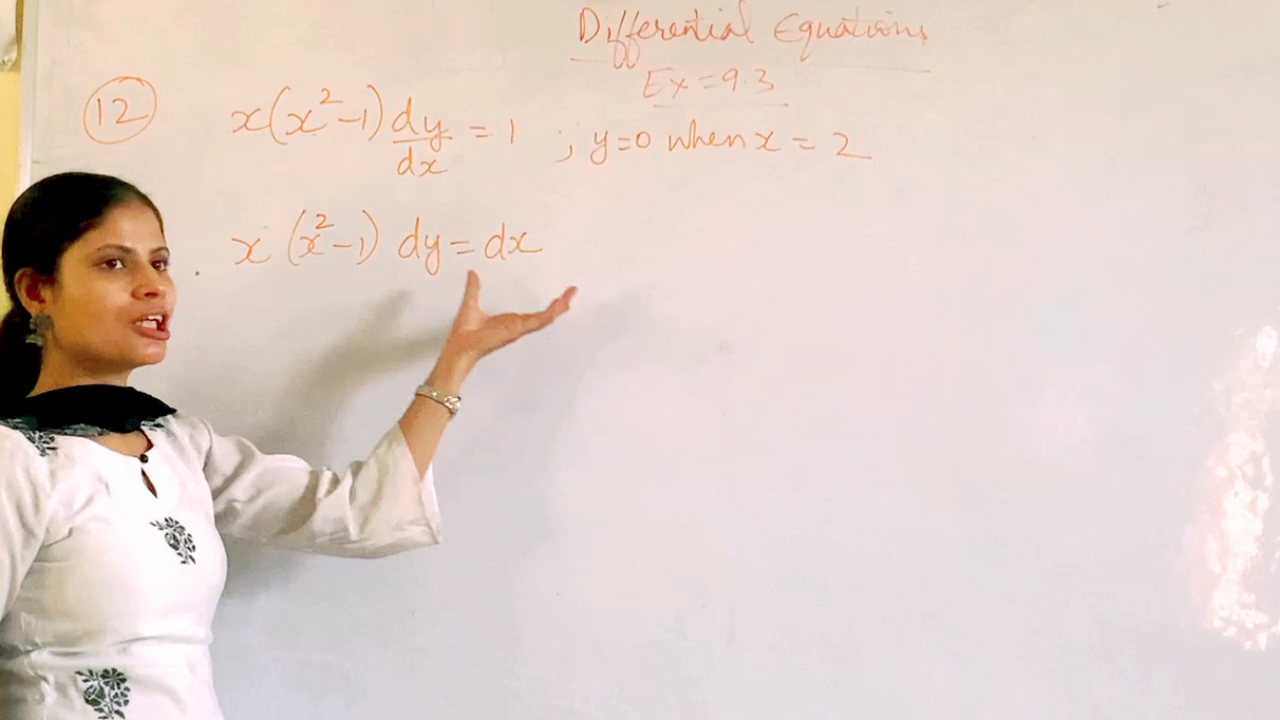 Differential Equations
Ex = 9.3
12 x(x²-1) dy/dx = 1 ; y=0 when x = 2
x (x²-1) dy = dx